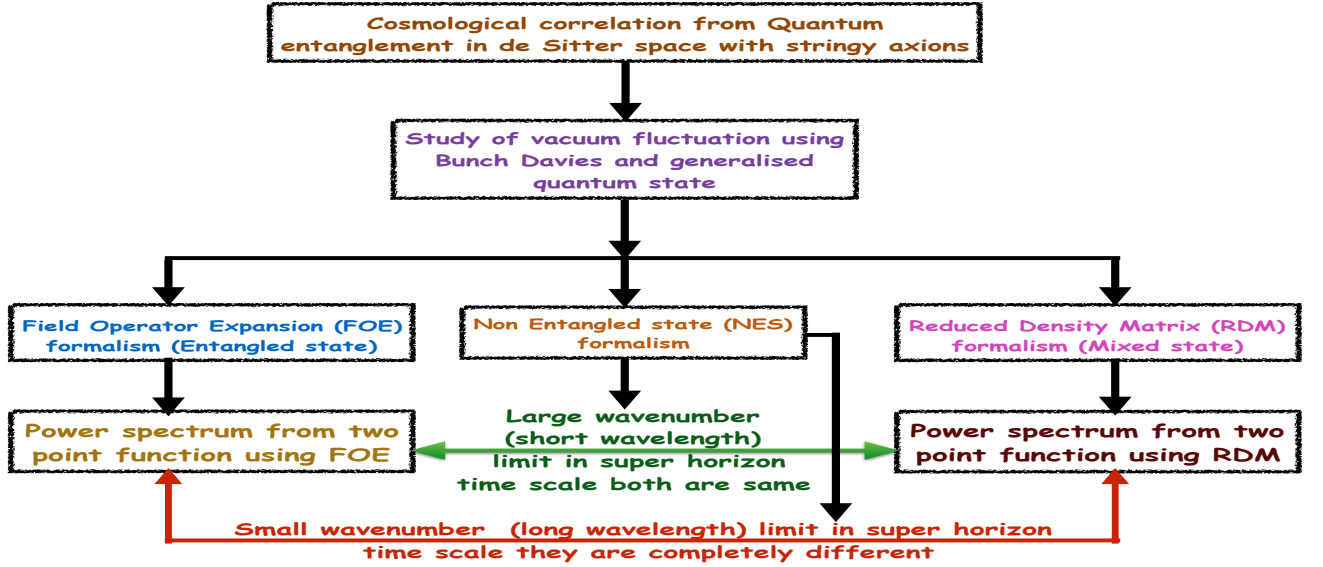 Cosmological correlation from Quantum
entanglement in de Sitter space with stringy axions
Study of vacuum fluctuation using
Bunch Davies and generalised
quantum state
Field Operator Expansion (FOE)
formalism (Entangled state)
Non Entangled state (NES)
formalism
Reduced Density Matrix (RDM)
formalism (Mixed state)
Power spectrum from two
point function using FOE
Large wavenumber
(short wavelength)
limit in super horizon
time scale both are same
Power spectrum from two
point function using RDM
Small wavenumber (long wavelength) limit in super horizon
time scale they are completely different